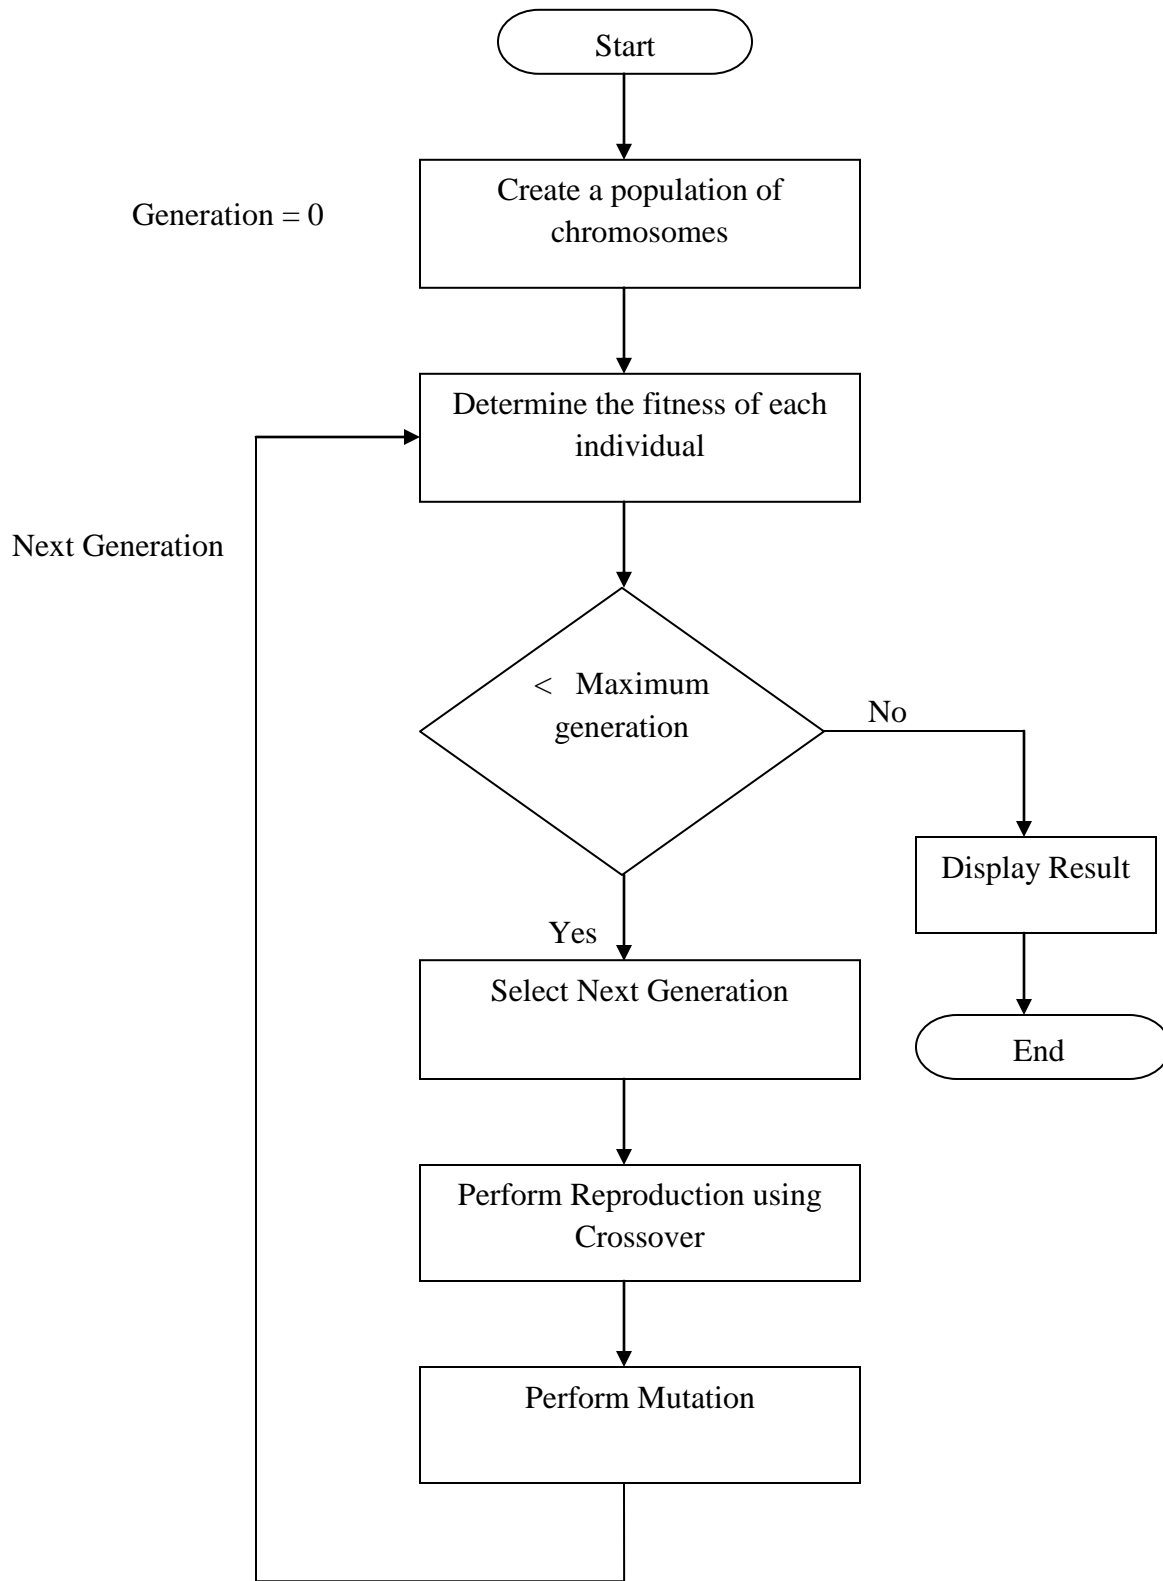 Start
Create a population of
chromosomes
Generation = 0
Determine the fitness of each
individual
Next Generation
< Maximum
generation
No
Display Result
Yes
Select Next Generation
End
Perform Reproduction using
Crossover
Perform Mutation